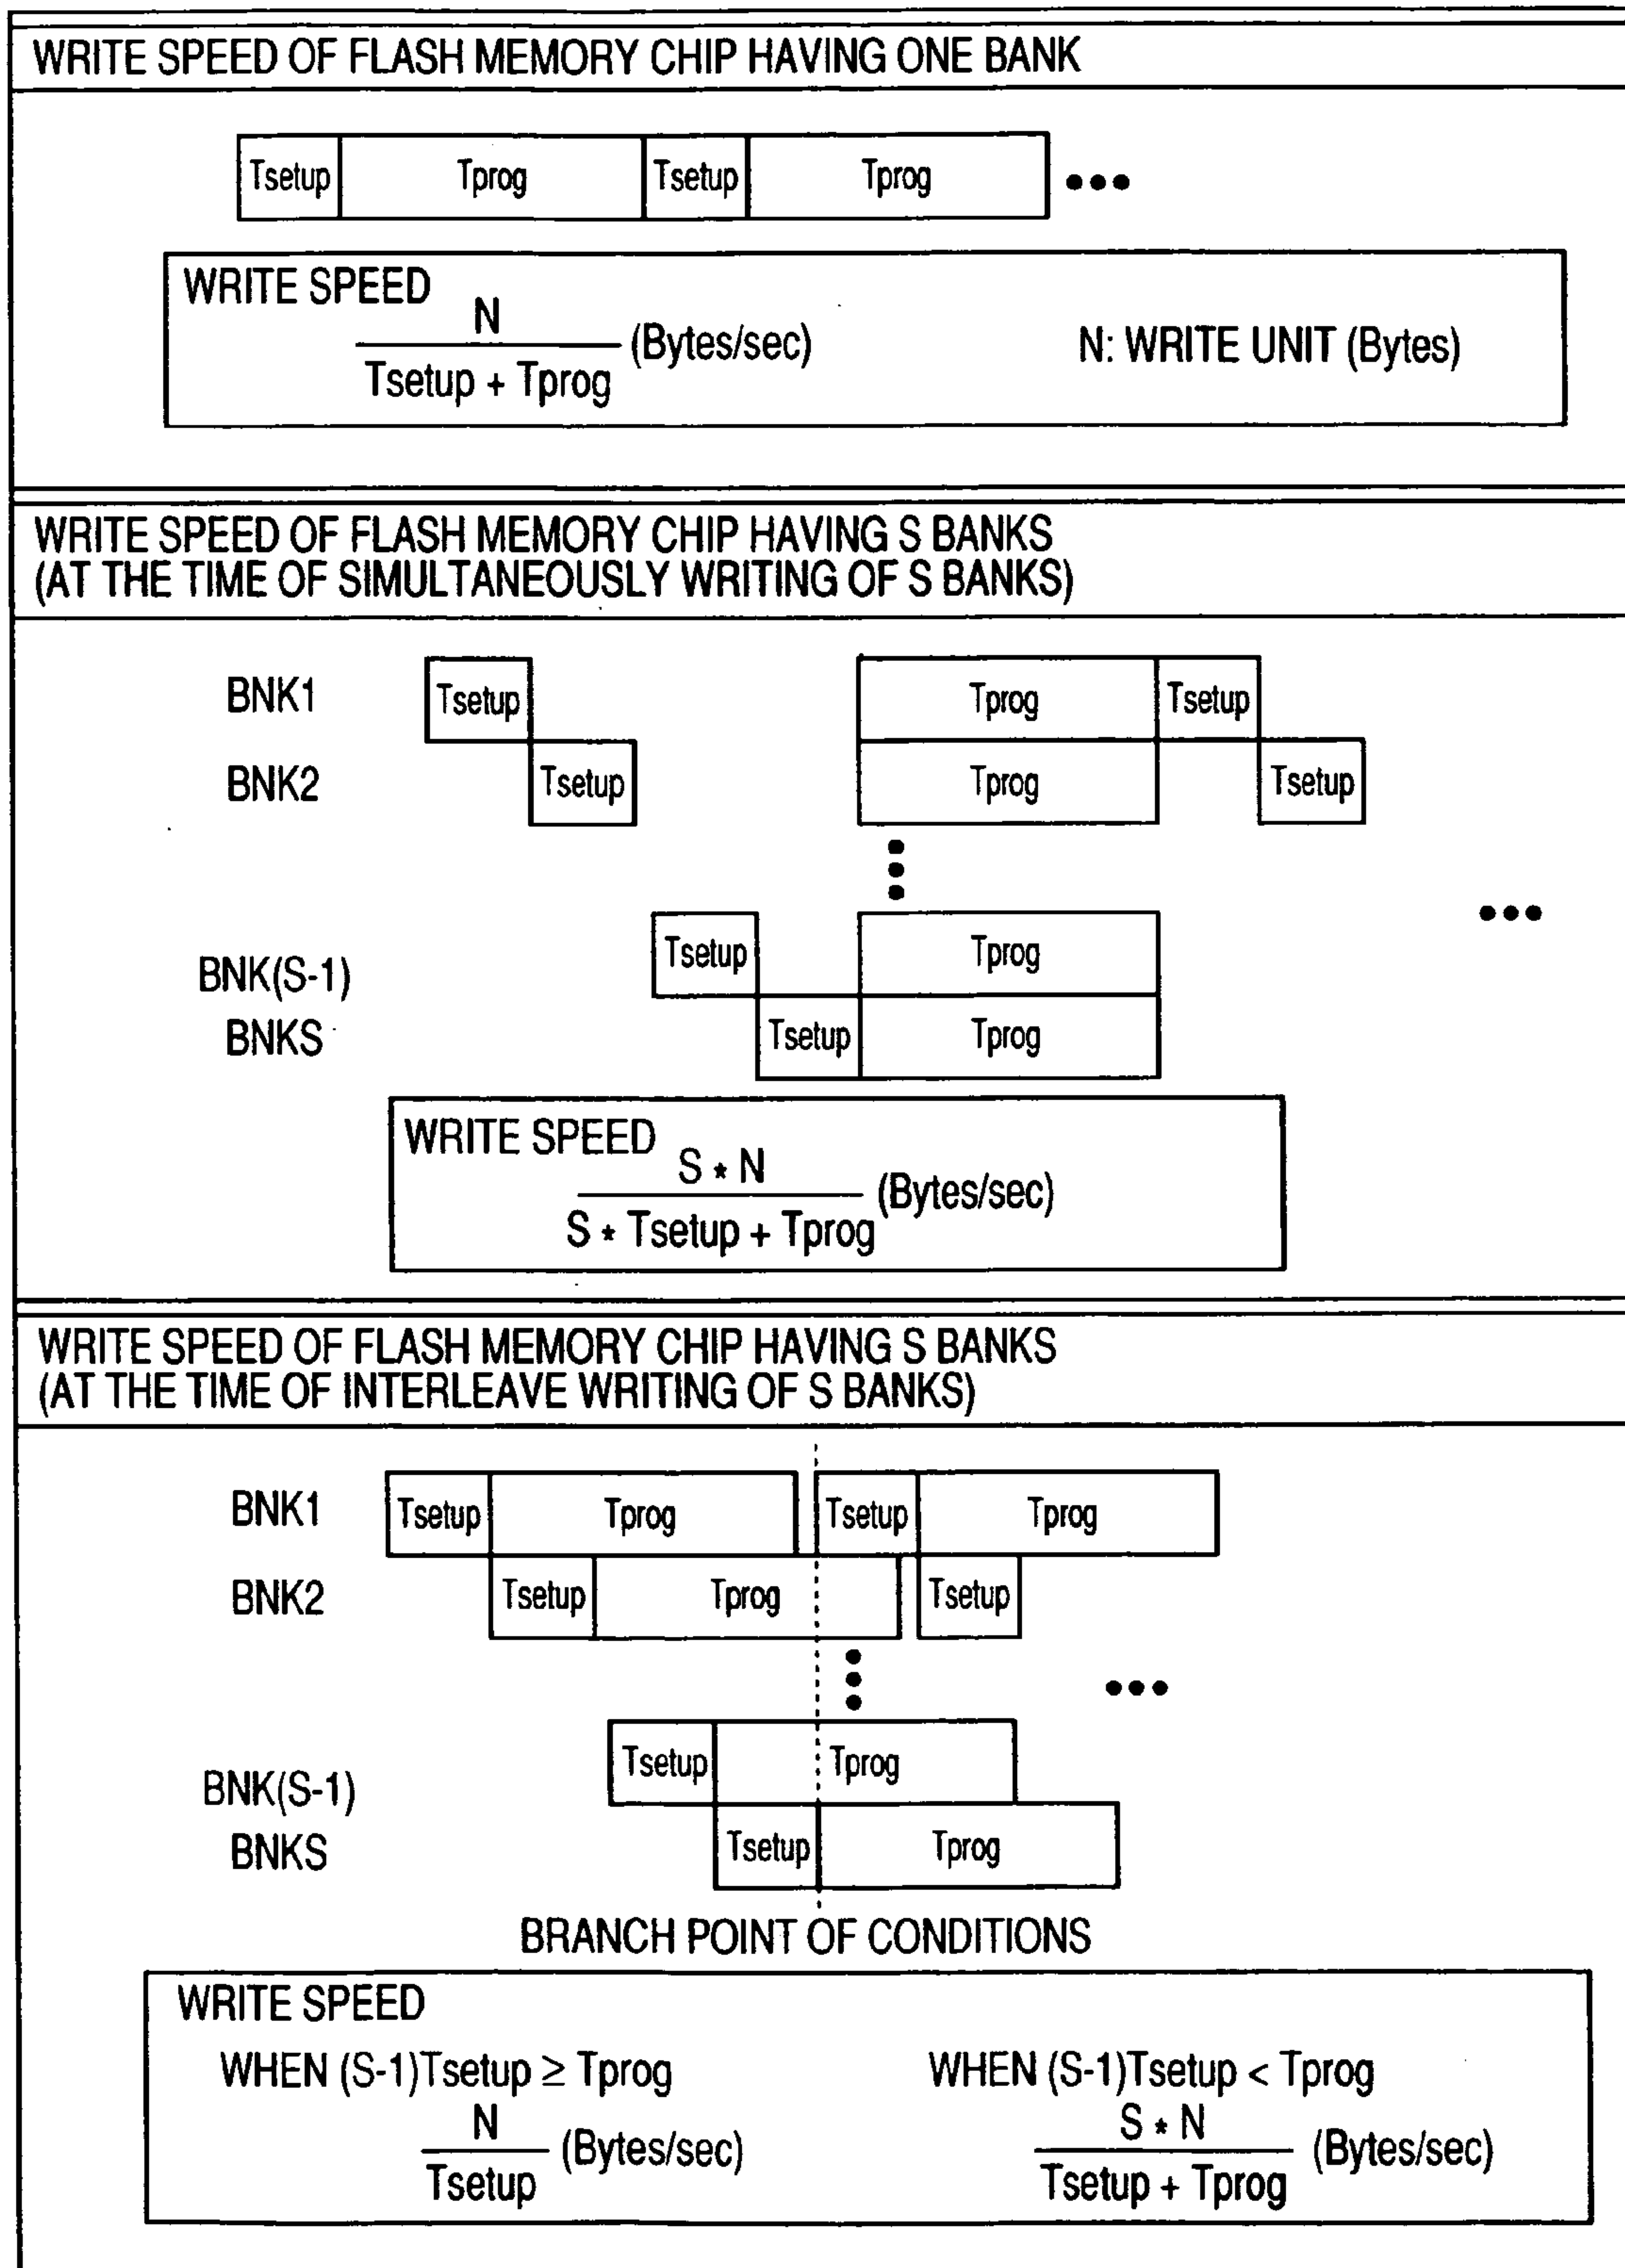 WRITE SPEED OF FLASH MEMORY CHIP HAVING ONE BANK
Tsetup Tprog Tsetup Tprog •••
WRITE SPEED
N
Tsetup + Tprog
(Bytes/sec)
N: WRITE UNIT (Bytes)
WRITE SPEED OF FLASH MEMORY CHIP HAVING S BANKS
(AT THE TIME OF SIMULTANEOUSLY WRITING OF S BANKS)
BNK1 Tsetup Tprog Tsetup
BNK2 Tsetup Tprog Tsetup
•••
BNK(S-1) Tsetup Tprog
BNKS Tsetup Tprog
WRITE SPEED
S * N
S * Tsetup + Tprog
(Bytes/sec)
WRITE SPEED OF FLASH MEMORY CHIP HAVING S BANKS
(AT THE TIME OF INTERLEAVE WRITING OF S BANKS)
BNK1 Tsetup Tprog Tsetup Tprog
BNK2 Tsetup Tprog Tsetup
•••
BNK(S-1) Tsetup Tprog
BNKS Tsetup Tprog
BRANCH POINT OF CONDITIONS
WRITE SPEED
WHEN (S-1)Tsetup ≥ Tprog
N
Tsetup
(Bytes/sec)
WHEN (S-1)Tsetup < Tprog
S * N
Tsetup + Tprog
(Bytes/sec)